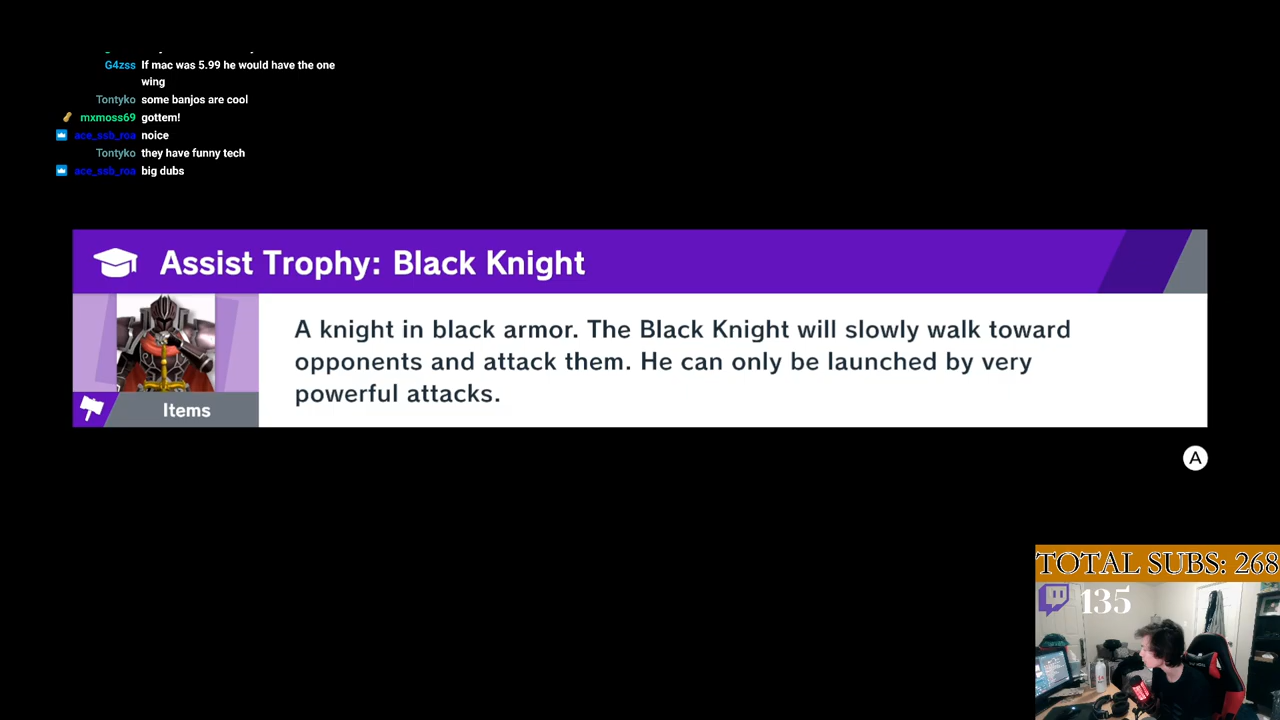 G4zss If mac was 5.99 he would have the one
wing
Tontyko some banjos are cool
mxmoss69 gottem!
ace_ssb_roa noice
Tontyko they have funny tech
ace_ssb_roa big dubs
Assist Trophy: Black Knight
A knight in black armor. The Black Knight will slowly walk toward
opponents and attack them. He can only be launched by very
powerful attacks.
Items
A
TOTAL SUBS: 268
135